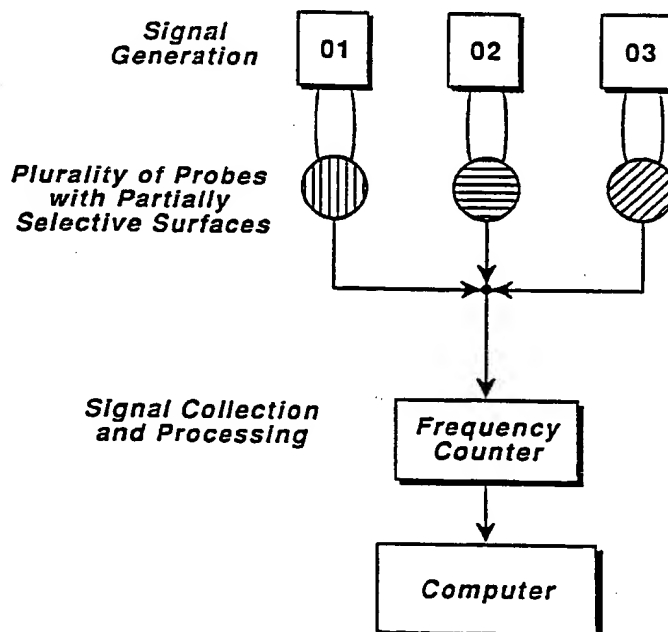 Signal
Generation
01
02
03
Plurality of Probes
with Partially
Selective Surfaces
Signal Collection
and Processing
Frequency
Counter
Computer